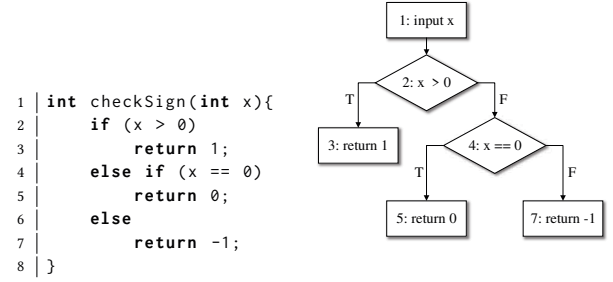 1 int checkSign(int x){
2 if (x > 0)
3 return 1;
4 else if (x == 0)
5 return 0;
6 else
7 return -1;
8 }
1: input x
2: x > 0
T
F
3: return 1
4: x == 0
T
F
5: return 0
7: return -1